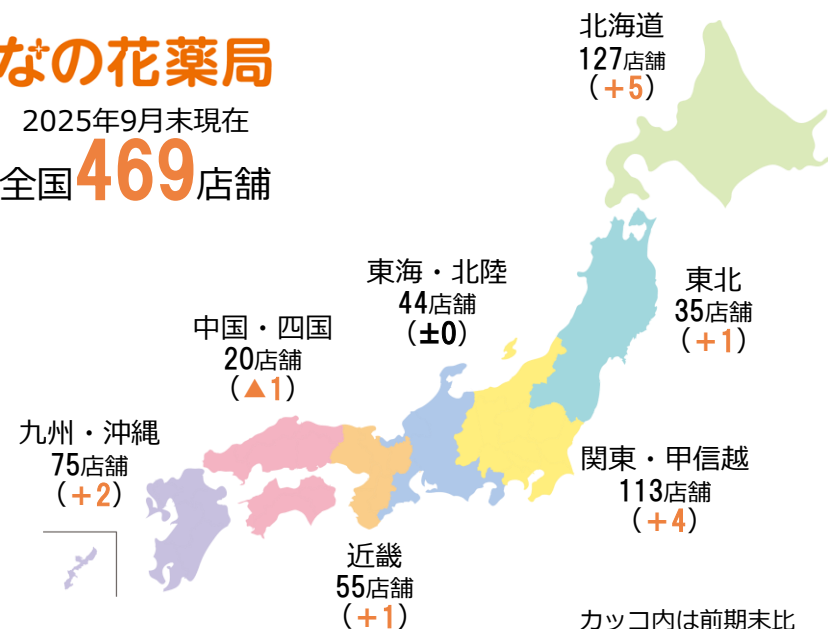 なの花薬局
2025年9月末現在
全国469店舗
北海道
127店舗
（+5）
東海・北陸
44店舗
（±0）
東北
35店舗
（+1）
中国・四国
20店舗
（▲1）
九州・沖縄
75店舗
（+2）
関東・甲信越
113店舗
（+4）
近畿
55店舗
（+1）
カッコ内は前期末比